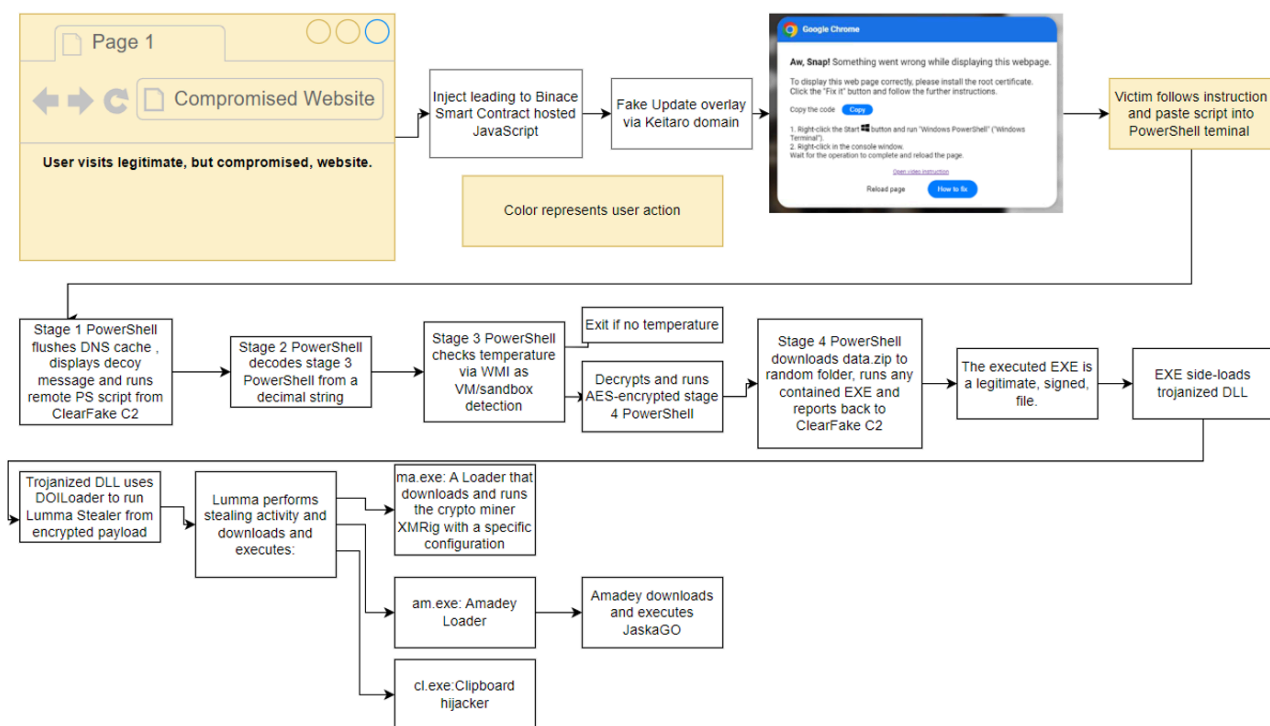 Page 1
Compromised Website
User visits legitimate, but compromised, website.
Inject leading to Binace
Smart Contract hosted
JavaScript
Fake Update overlay
via Keitaro domain
Google Chrome
Aw, Snap! Something went wrong while displaying this webpage.
To display this web page correctly, please install the root certificate.
Click the "Fix it" button and follow the further instructions.
Copy the code
Copy
1. Right-click the Start button and run "Windows PowerShell" ("Windows
Terminal").
2. Right-click in the console window.
Wait for the operation to complete and reload the page.
Open video instruction
Reload page
How to fix
Victim follows instruction
and paste script into
PowerShell teminal
Color represents user action
Stage 1 PowerShell
flushes DNS cache ,
displays decoy
message and runs
remote PS script from
ClearFake C2
Stage 2 PowerShell
decodes stage 3
PowerShell from a
decimal string
Stage 3 PowerShell
checks temperature
via WMI as
VM/sandbox
detection
Exit if no temperature
Decrypts and runs
AES-encrypted stage
4 PowerShell
Stage 4 PowerShell
downloads data.zip to
random folder, runs any
contained EXE and
reports back to
ClearFake C2
The executed EXE is
a legitimate, signed,
file.
EXE side-loads
trojanized DLL
Trojanized DLL uses
DOILoader to run
Lumma Stealer from
encrypted payload
Lumma performs
stealing activity and
downloads and
executes:
ma.exe: A Loader that
downloads and runs
the crypto miner
XMRig with a specific
configuration
am.exe: Amadey
Loader
Amadey downloads
and executes
JaskaGO
cl.exe:Clipboard
hijacker